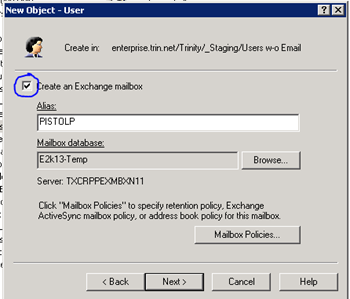 New Object - User
Create in: enterprise.trin.net/Trinity/_Staging/Users w-o Email
Create an Exchange mailbox
Alias:
PISTOLP
Mailbox database:
E2k13-Temp
Browse...
Server: TXCRPPEXMBXN11
Click "Mailbox Policies" to specify retention policy, Exchange
ActiveSync mailbox policy, or address book policy for this mailbox.
Mailbox Policies...
< Back
Next >
Cancel
Help